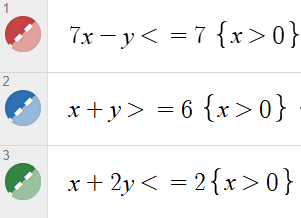 1
7x − y < = 7 {x > 0}
2
x + y > = 6 {x > 0}
3
x + 2y < = 2 {x > 0}